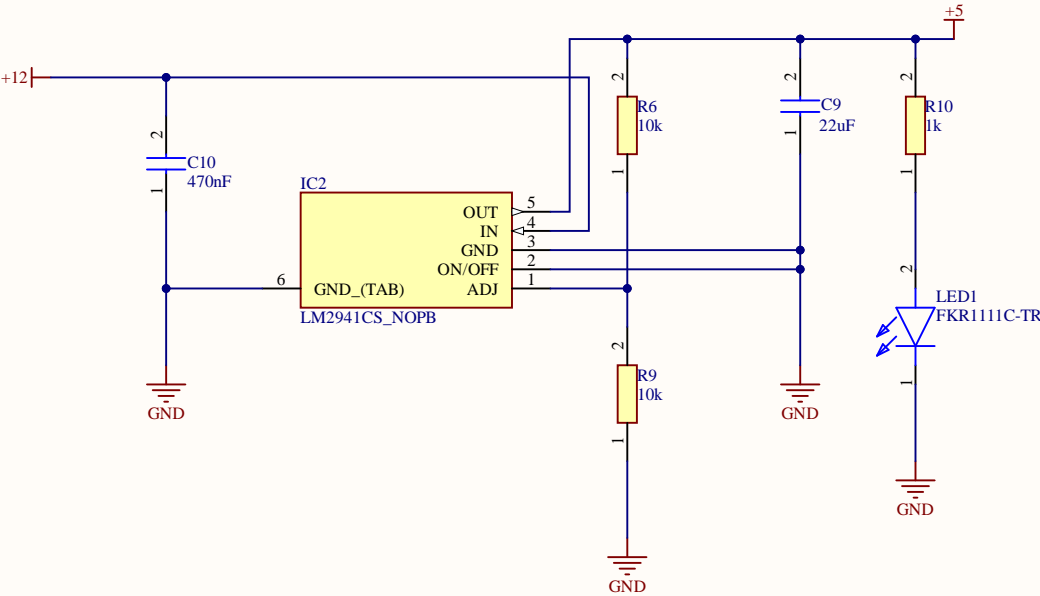 +5
+12
2
R6
10k
1
2
C9
22uF
1
2
R10
1k
1
2
C10
470nF
1
IC2
OUT 5
IN 4
GND 3
ON/OFF 2
6 GND_(TAB) ADJ 1
LM2941CS_NOPB
2
LED1
FKR1111C-TR
1
2
R9
10k
1
GND
GND
GND
GND